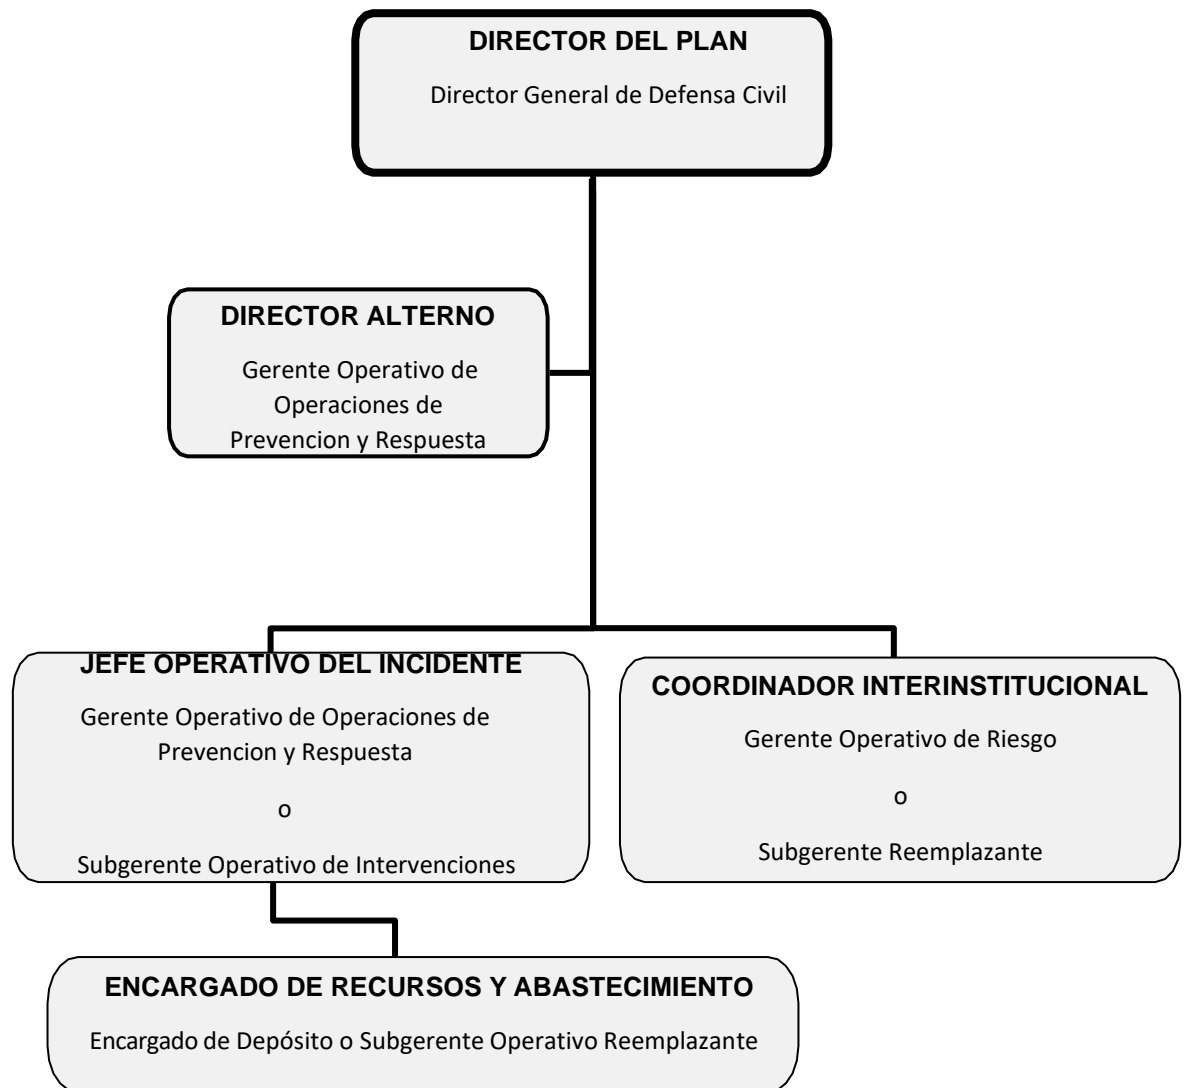 DIRECTOR DEL PLAN
Director General de Defensa Civil
DIRECTOR ALTERNO
Gerente Operativo de
Operaciones de
Prevencion y Respuesta
JEFE OPERATIVO DEL INCIDENTE
Gerente Operativo de Operaciones de
Prevencion y Respuesta
o
Subgerente Operativo de Intervenciones
COORDINADOR INTERINSTITUCIONAL
Gerente Operativo de Riesgo
o
Subgerente Reemplazante
ENCARGADO DE RECURSOS Y ABASTECIMIENTO
Encargado de Depósito o Subgerente Operativo Reemplazante